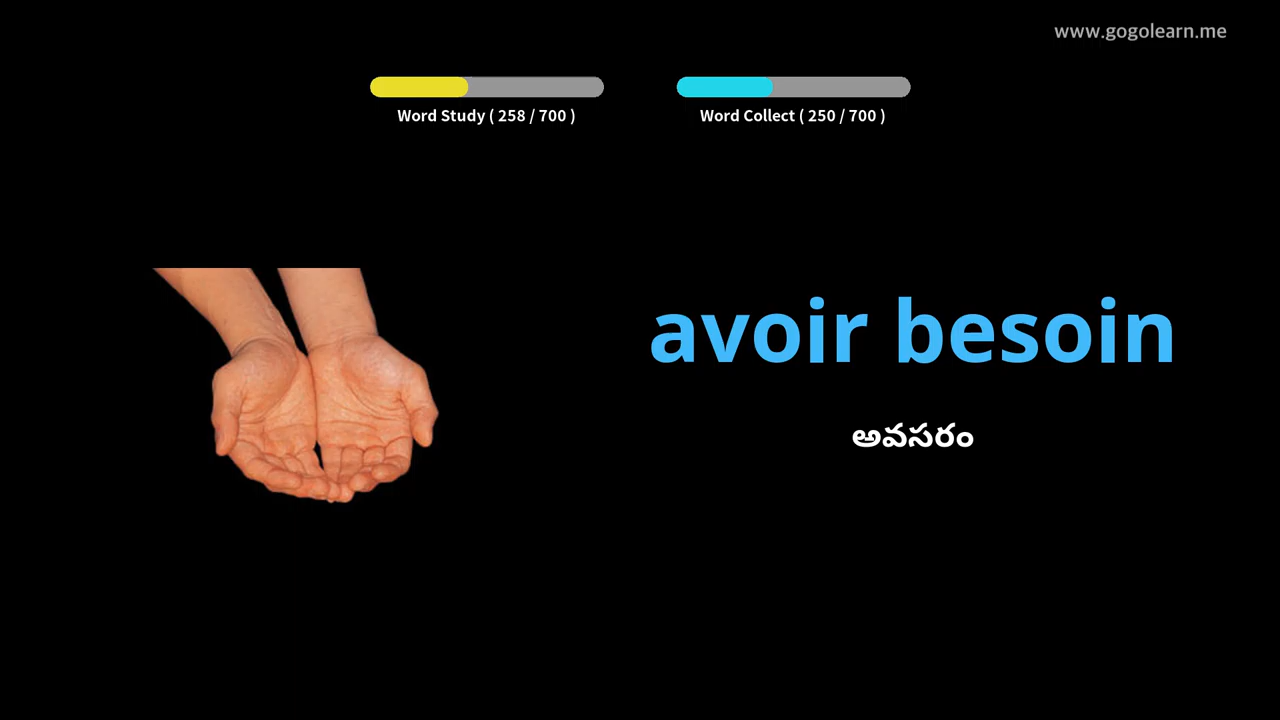 www.gogolearn.me
Word Study ( 258 / 700 )
Word Collect ( 250 / 700 )
avoir besoin
అవసరం